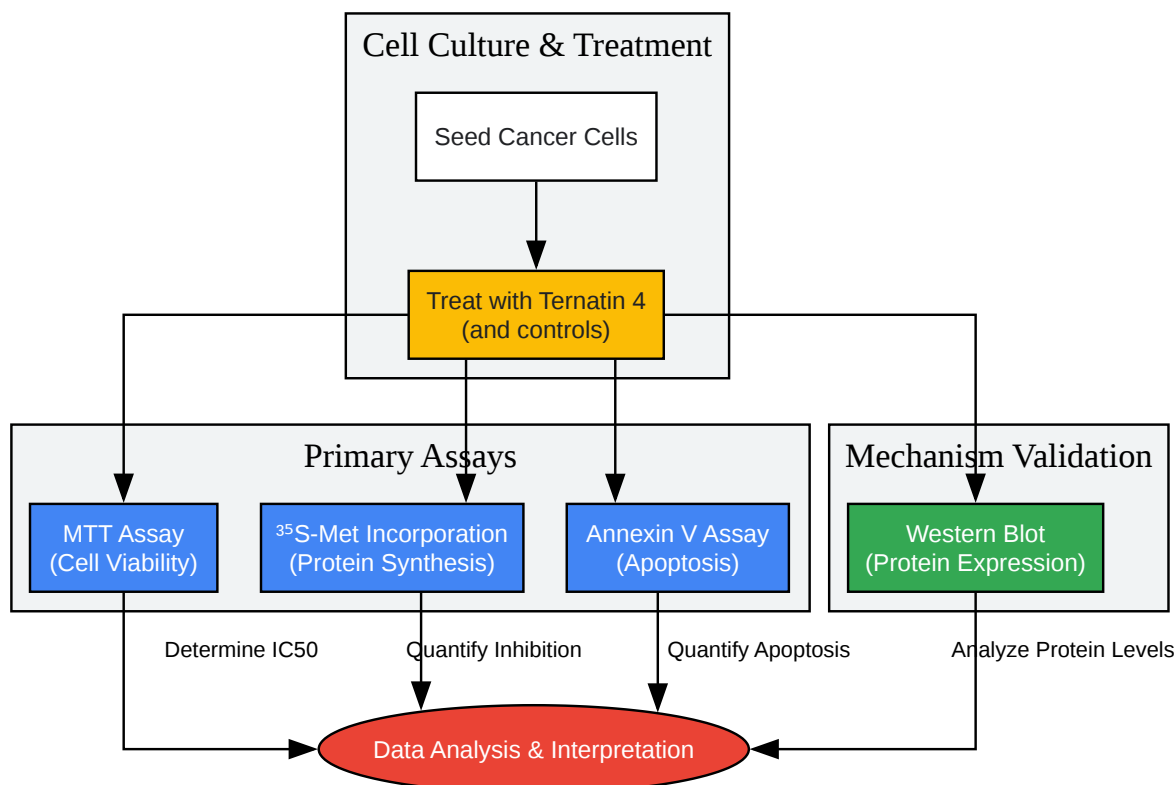 Cell Culture & Treatment
Seed Cancer Cells
Treat with Ternatin 4
(and controls)
Primary Assays
Mechanism Validation
MTT Assay
(Cell Viability)
³⁵S-Met Incorporation
(Protein Synthesis)
Annexin V Assay
(Apoptosis)
Western Blot
(Protein Expression)
Determine IC50
Quantify Inhibition
Quantify Apoptosis
Analyze Protein Levels
Data Analysis & Interpretation